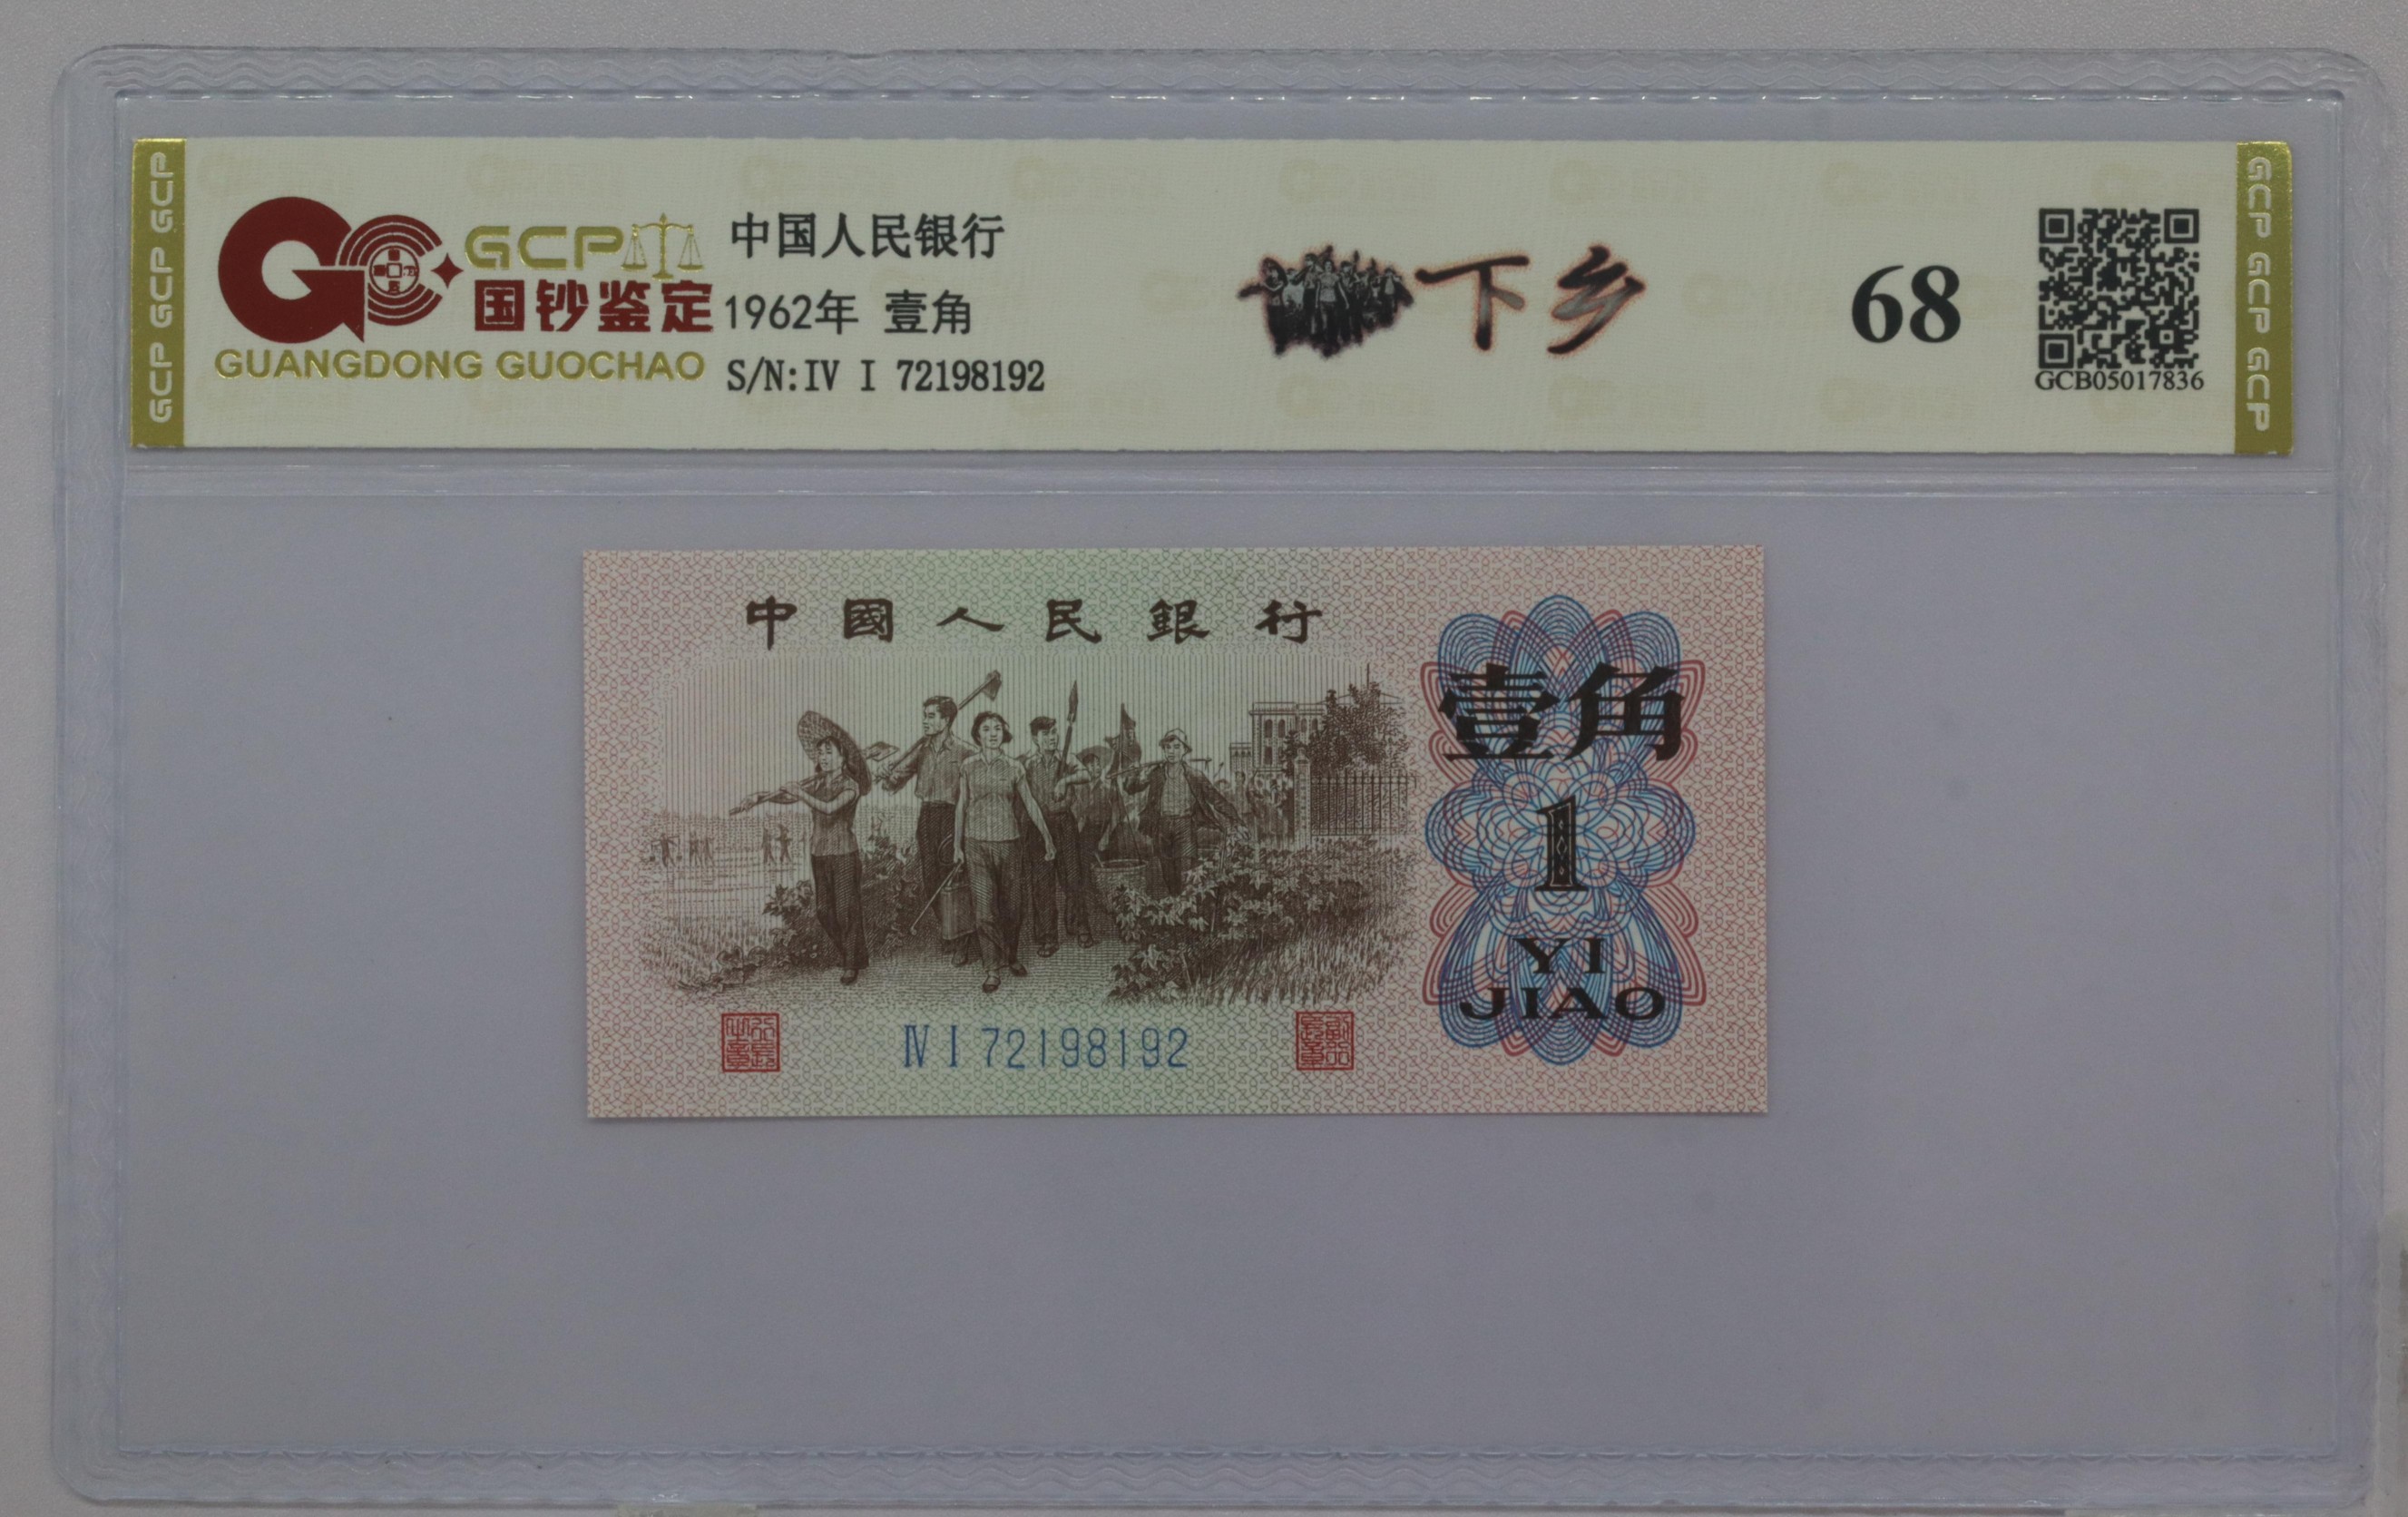 GCP GCP GCP
GCP
国钞鉴定
GUANGDONG GUOCHAO
中国人民银行
1962年 壹角
S/N:IV I 72198192
下乡
68
GCB05017836
GCP GCP GCP
中國人民銀行
壹角
1
YI
JIAO
Ⅳ Ⅰ 72198192